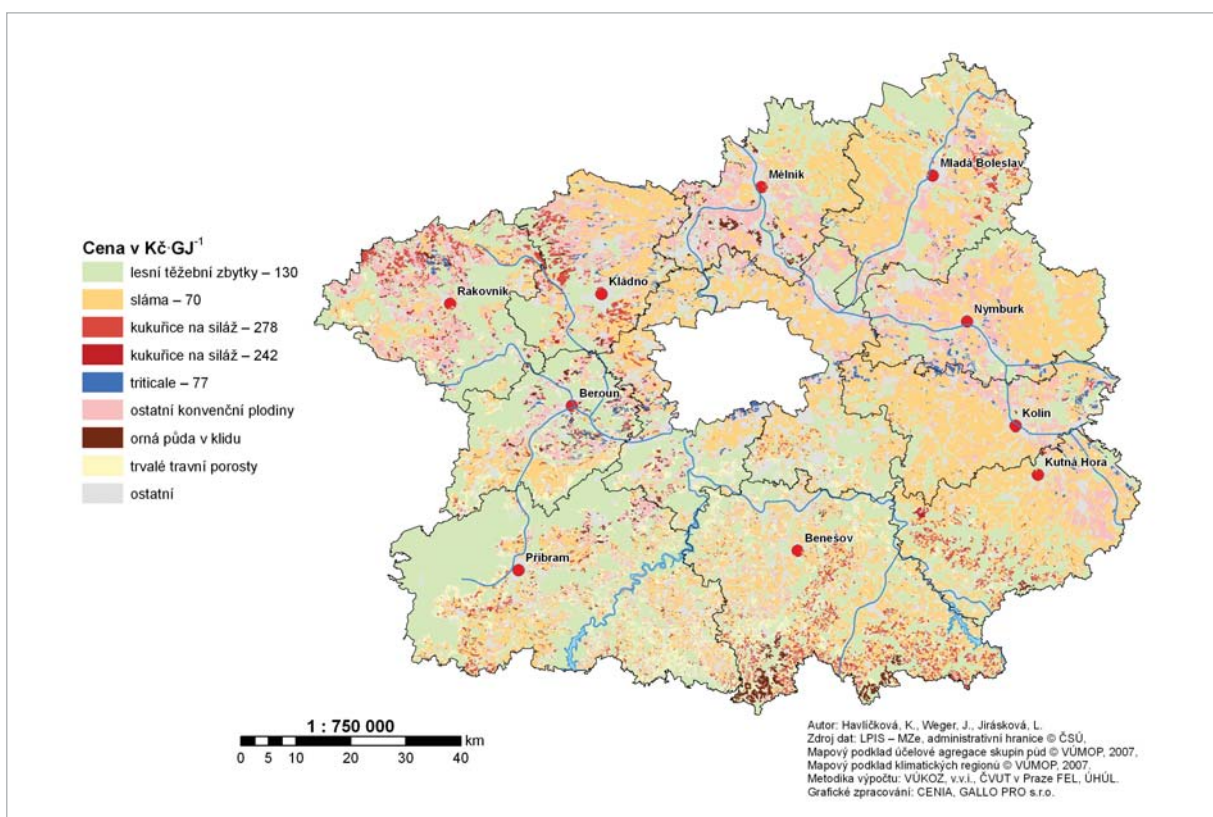 Cena v Kč·GJ⁻¹
lesní těžební zbytky – 130
sláma – 70
kukuřice na siláž – 278
kukuřice na siláž – 242
triticale – 77
ostatní konvenční plodiny
orná půda v klidu
trvalé travní porosty
ostatní
Mělník
Mladá Boleslav
Rakovník
Kládno
Nymburk
Beroun
Kolín
Kutná Hora
Benešov
Příbram
1 : 750 000
km
0 5 10 20 30 40
Autor: Havlíčková, K., Weger, J., Jirásková, L.
Zdroj dat: LPIS – MZe, administrativní hranice © ČSÚ,
Mapový podklad účelové agregace skupin půd © VÚMOP, 2007,
Mapový podklad klimatických regionů © VÚMOP, 2007.
Metodika výpočtu: VÚKOZ, v.v.i., ČVUT v Praze FEL, ÚHÚL.
Grafické zpracování: CENIA, GALLO PRO s.r.o.